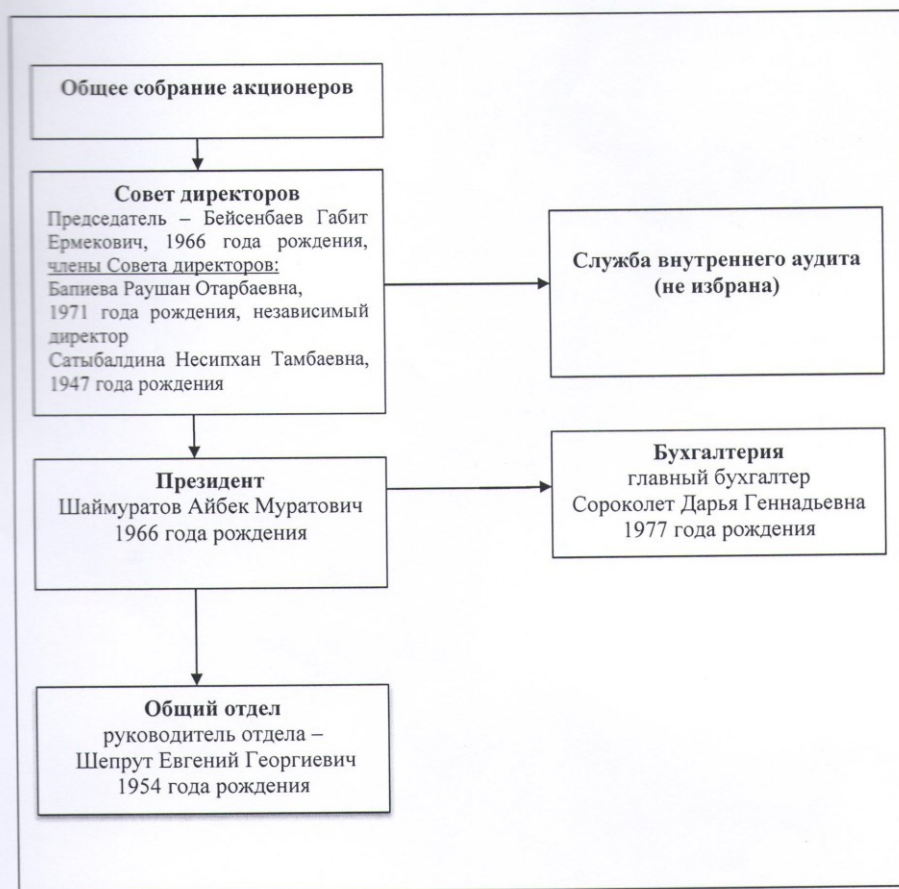 Общее собрание акционеров
Совет директоров
Председатель – Бейсенбаев Габит
Ермекович, 1966 года рождения,
члены Совета директоров:
Бапиева Раушан Отарбаевна,
1971 года рождения, независимый
директор
Сатыбалдина Несипхан Тамбаевна,
1947 года рождения
Служба внутреннего аудита
(не избрана)
Президент
Шаймуратов Айбек Муратович
1966 года рождения
Бухгалтерия
главный бухгалтер
Сороколет Дарья Геннадьевна
1977 года рождения
Общий отдел
руководитель отдела –
Шепрут Евгений Георгиевич
1954 года рождения